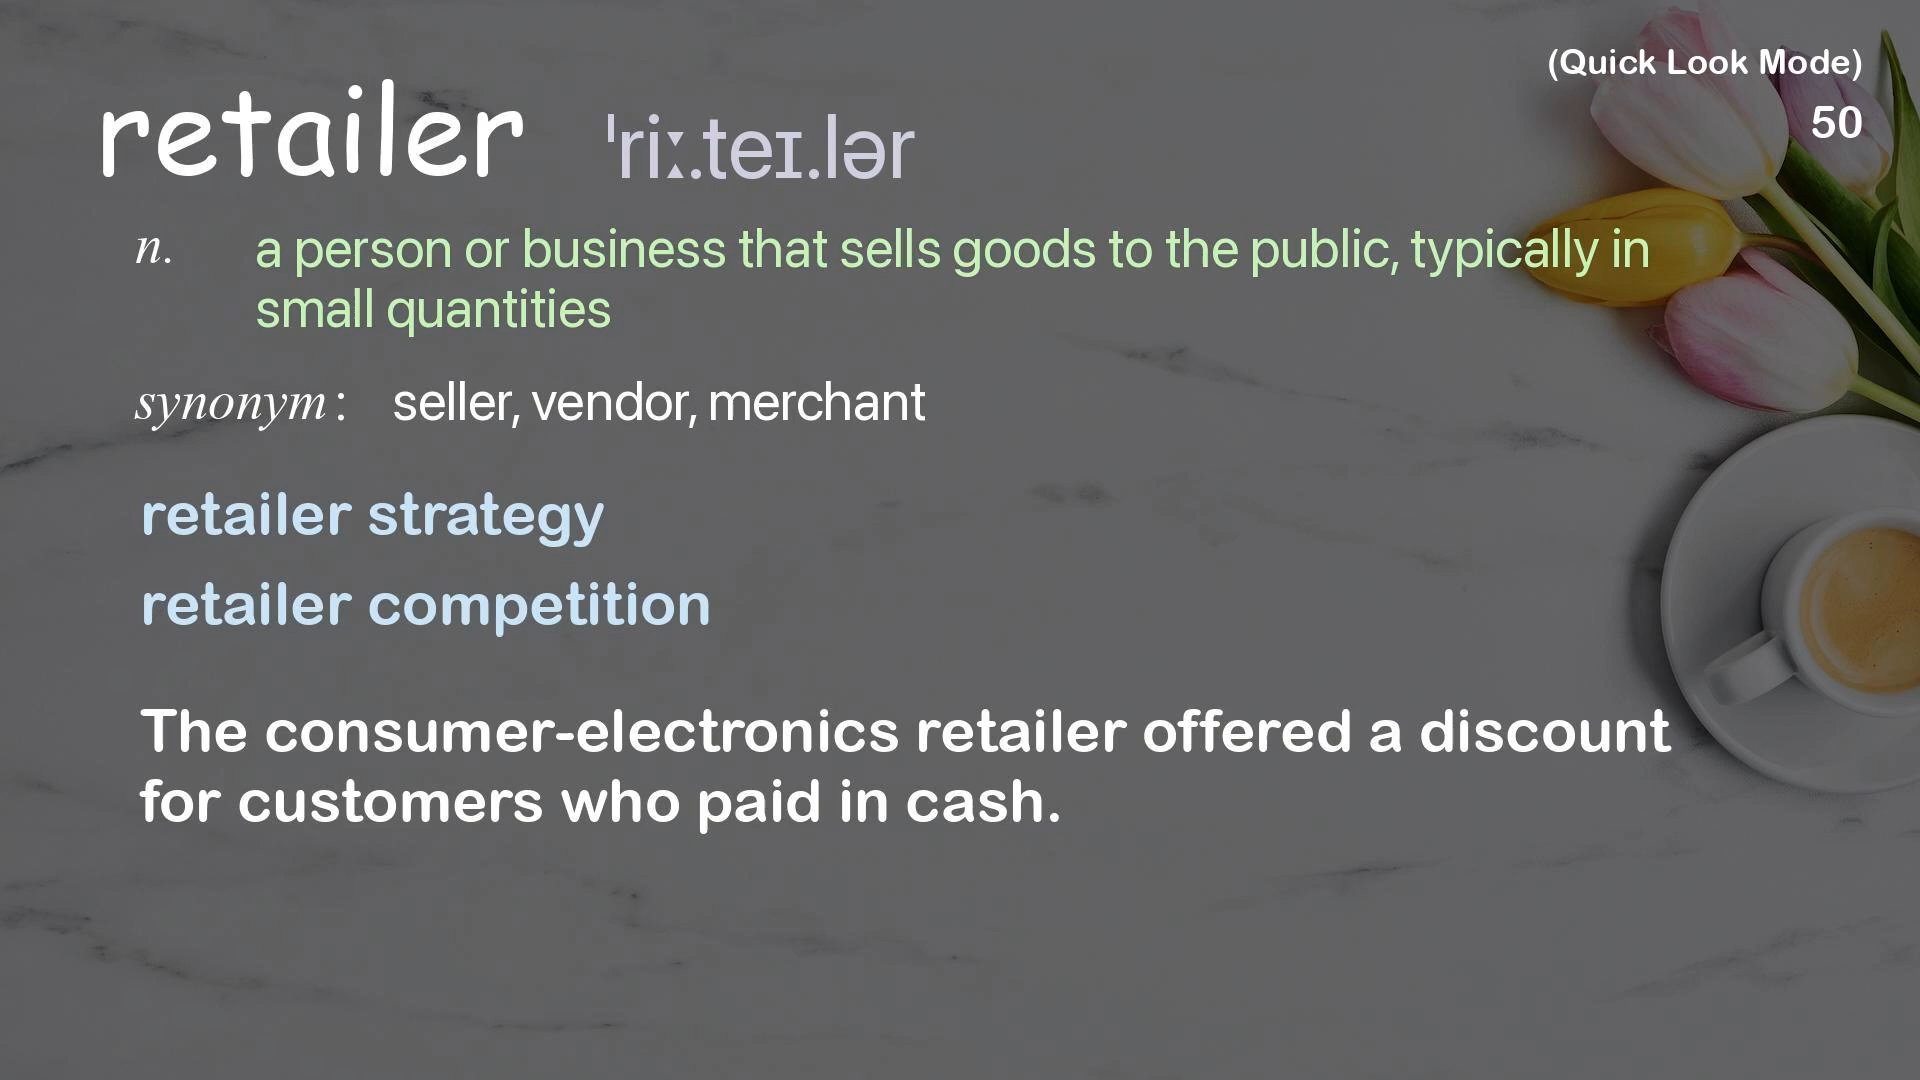 (Quick Look Mode)
50
retailer ˈriː.teɪ.lər
n. a person or business that sells goods to the public, typically in
small quantities
synonym: seller, vendor, merchant
retailer strategy
retailer competition
The consumer-electronics retailer offered a discount
for customers who paid in cash.